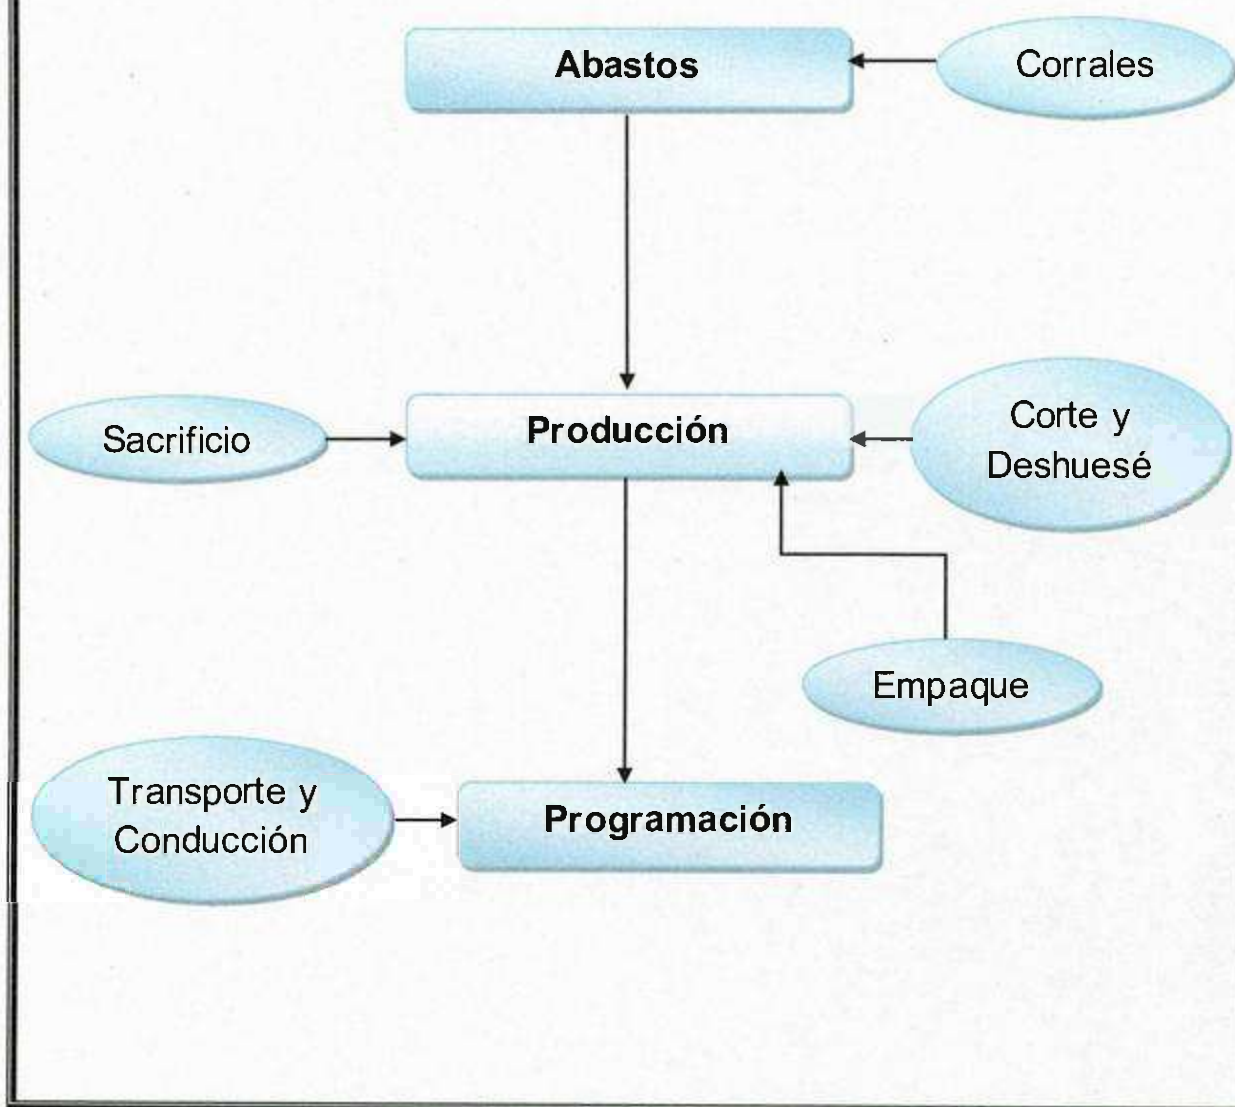 Abastos
Corrales
Sacrificio
Producción
Corte y
Deshuesé
Empaque
Transporte y
Conducción
Programación